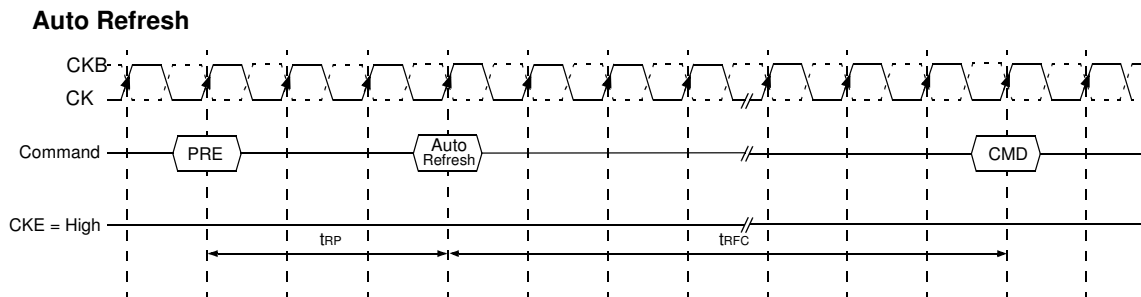 Auto Refresh
CKB
CK
Command
PRE
Auto
Refresh
CMD
CKE = High
tRP
tRFC